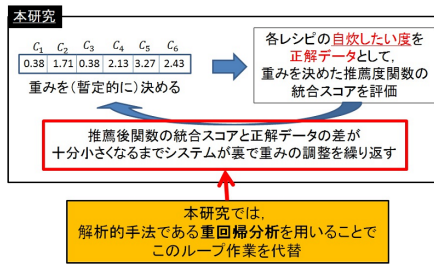 本研究
C1 C2 C3 C4 C5 C6
0.38 1.71 0.38 2.13 3.27 2.43
重みを(暫定的に)決める
各レシピの自炊したい度を
正解データとして,
重みを決めた推薦度関数の
統合スコアを評価
推薦後関数の統合スコアと正解データの差が
十分小さくなるまでシステムが裏で重みの調整を繰り返す
本研究では,
解析的手法である重回帰分析を用いることで
このループ作業を代替